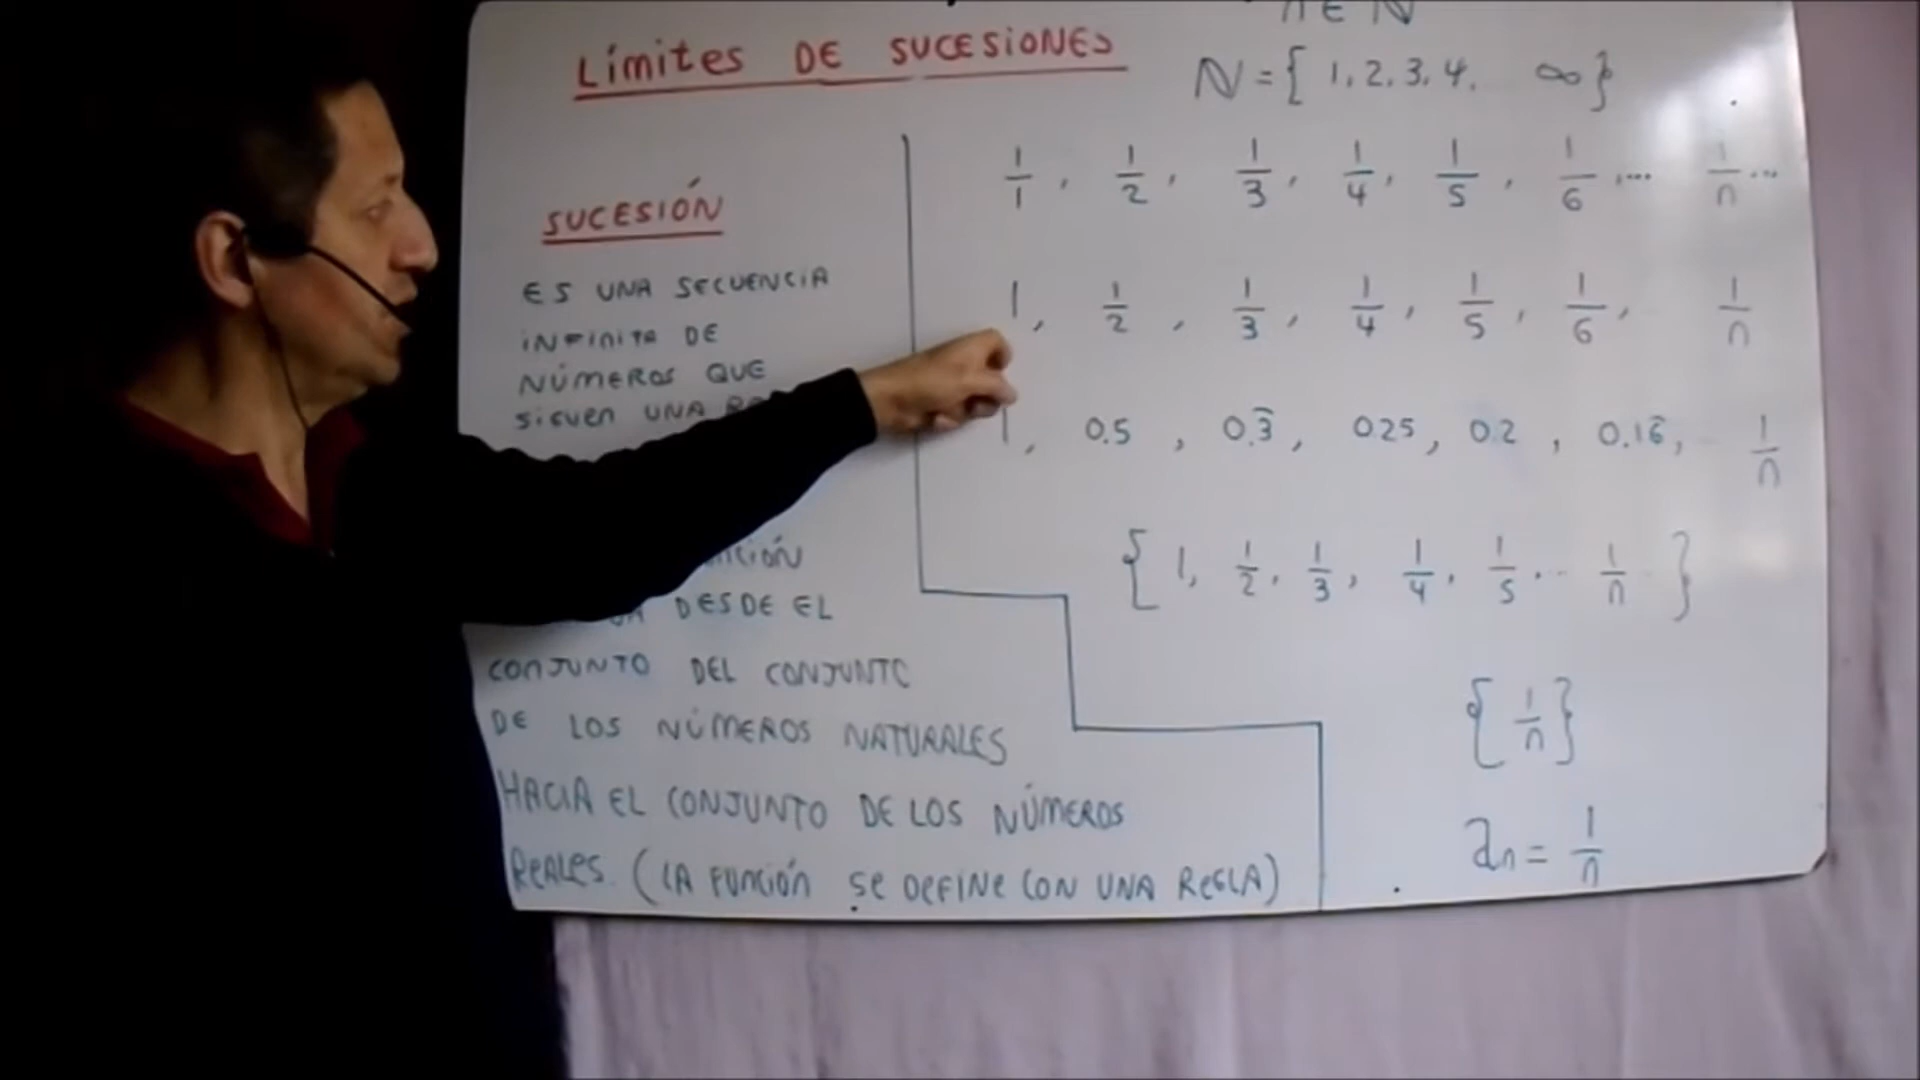 LÍMITES DE SUCESIONES
SUCESIÓN
ES UNA SECUENCIA
INFINITA DE
NÚMEROS QUE
SIGUEN UNA
DESDE EL
CONJUNTO DEL CONJUNTO
DE LOS NÚMEROS NATURALES
HACIA EL CONJUNTO DE LOS NÚMEROS
REALES. (LA FUNCIÓN SE DEFINE CON UNA REGLA)
n ∈ N
N = { 1, 2, 3, 4, ∞ }
1/1, 1/2, 1/3, 1/4, 1/5, 1/6, ... 1/n ...
1, 1/2, 1/3, 1/4, 1/5, 1/6, 1/n
1, 0.5, 0.3̅, 0.25, 0.2, 0.16̅, 1/n
{ 1, 1/2, 1/3, 1/4, 1/5 ... 1/n }
{ 1/n }
an = 1/n